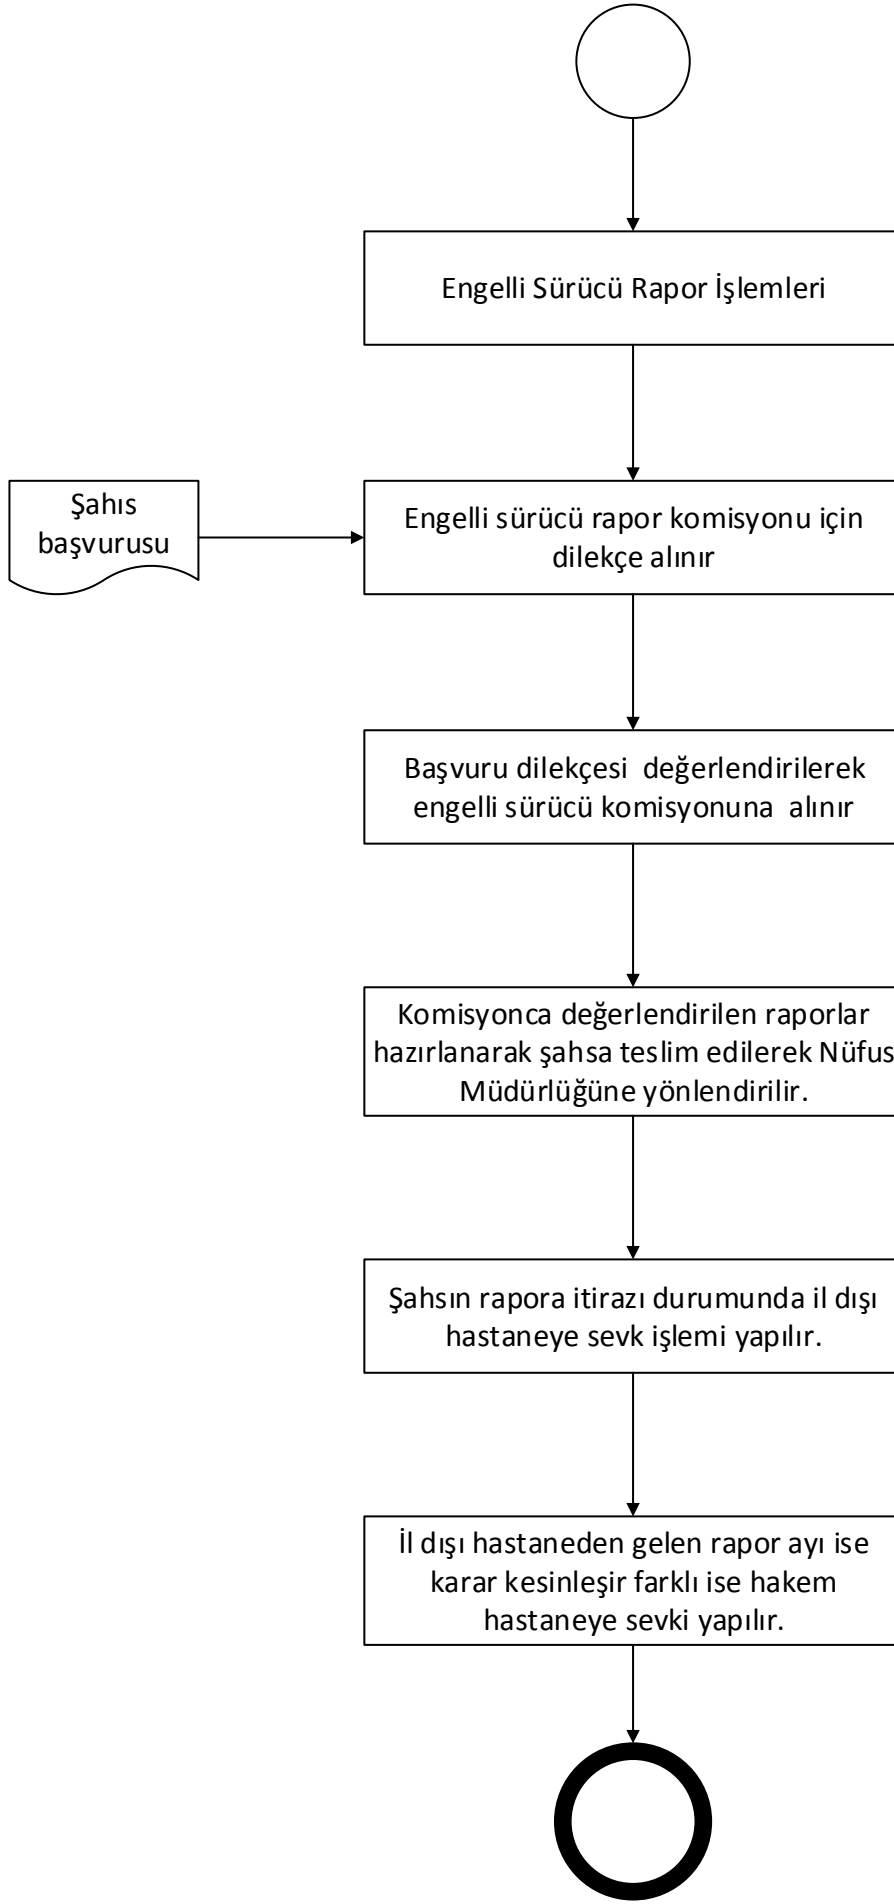 Engelli Sürücü Rapor İşlemleri
Şahıs
başvurusu
Engelli sürücü rapor komisyonu için
dilekçe alınır
Başvuru dilekçesi  değerlendirilerek
engelli sürücü komisyonuna  alınır
Komisyonca değerlendirilen raporlar
hazırlanarak şahsa teslim edilerek Nüfus
Müdürlüğüne yönlendirilir.
Şahsın rapora itirazı durumunda il dışı
hastaneye sevk işlemi yapılır.
İl dışı hastaneden gelen rapor ayı ise
karar kesinleşir farklı ise hakem
hastaneye sevki yapılır.